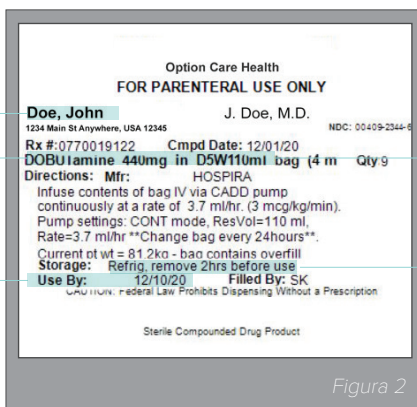 Option Care Health
FOR PARENTERAL USE ONLY
Doe, John J. Doe, M.D.
1234 Main St Anywhere, USA 12345 NDC: 00409-2344-6
Rx #:0770019122 Cmpd Date: 12/01/20
DOBUTamine 440mg in D5W110ml bag (4 m Qty:9
Directions: Mfr: HOSPIRA
Infuse contents of bag IV via CADD pump
continuously at a rate of 3.7 ml/hr. (3 mcg/kg/min).
Pump settings: CONT mode, ResVol=110 ml,
Rate=3.7 ml/hr **Change bag every 24hours**.
Current pt wt = 81.2kg - bag contains overfill
Storage: Refrig, remove 2hrs before use
Use By: 12/10/20 Filled By: SK
CAUTION: Federal Law Prohibits Dispensing Without a Prescription
Sterile Compounded Drug Product
Figura 2